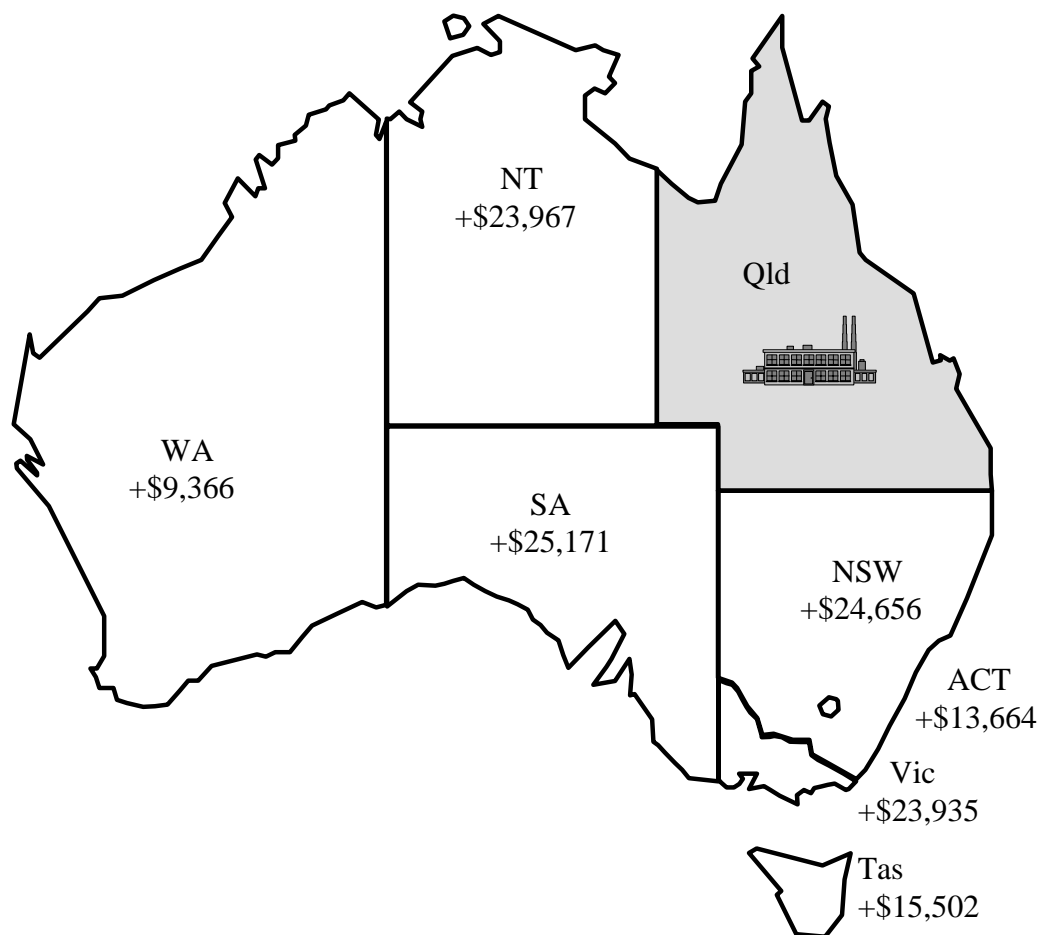 NT
+$23,967
Qld
WA
+$9,366
SA
+$25,171
NSW
+$24,656
ACT
+$13,664
Vic
+$23,935
Tas
+$15,502